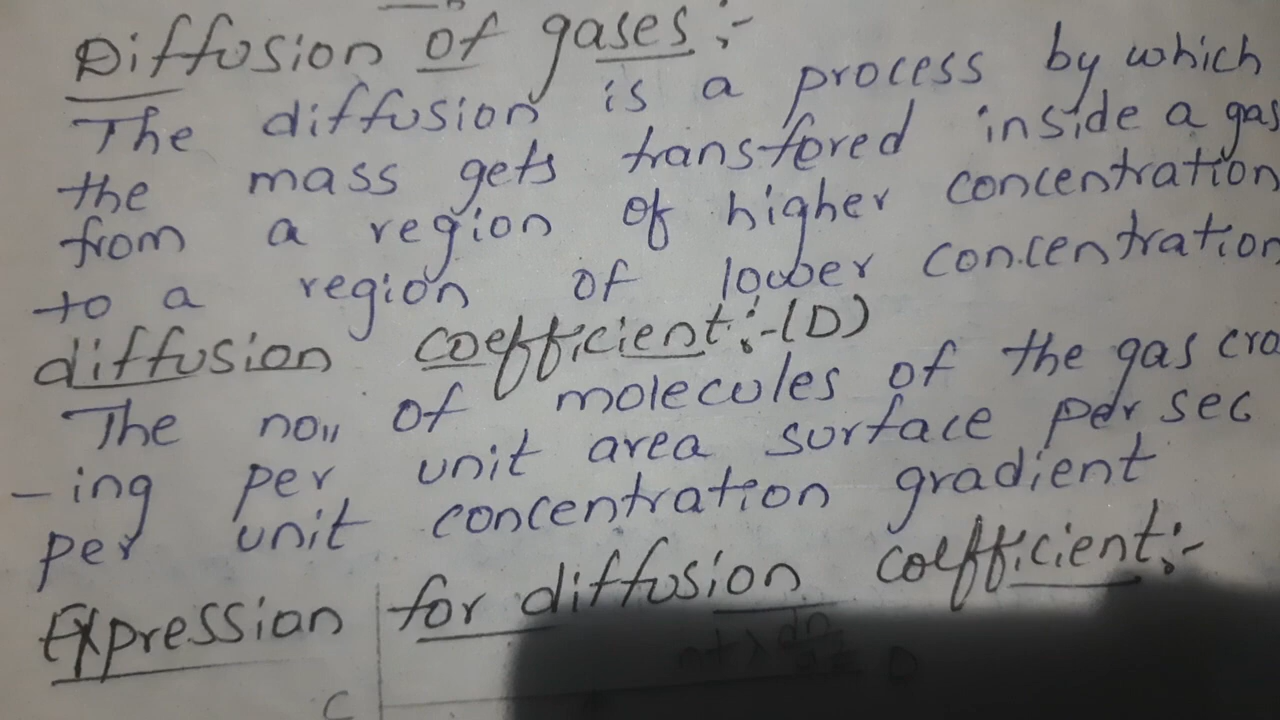 Diffusion of gases :-
The diffusion is a process by which
the mass gets transfered inside a gas
from a region of higher concentration
to a region of lower concentration
diffusion coefficient:-(D)
The no,, of molecules of the gas cro
-ing per unit area surface per sec
per unit concentration gradient
Expression for diffusion coefficient:-
C
n+λ dn/dz D